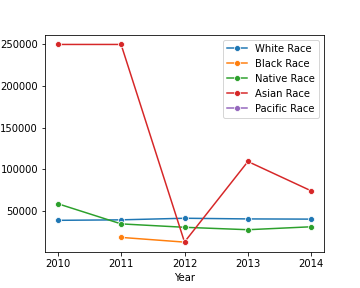 250000
200000
150000
100000
50000
2010 2011 2012 2013 2014
Year
White Race
Black Race
Native Race
Asian Race
Pacific Race